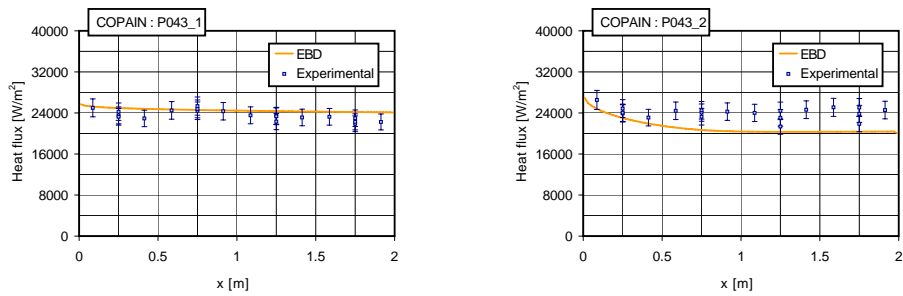 COPAIN : P043_1
40000
32000
24000
16000
8000
0
Heat flux [W/m²]
EBD
Experimental
0
0.5
1
1.5
2
x [m]
COPAIN : P043_2
40000
32000
24000
16000
8000
0
Heat flux [W/m²]
EBD
Experimental
0
0.5
1
1.5
2
x [m]